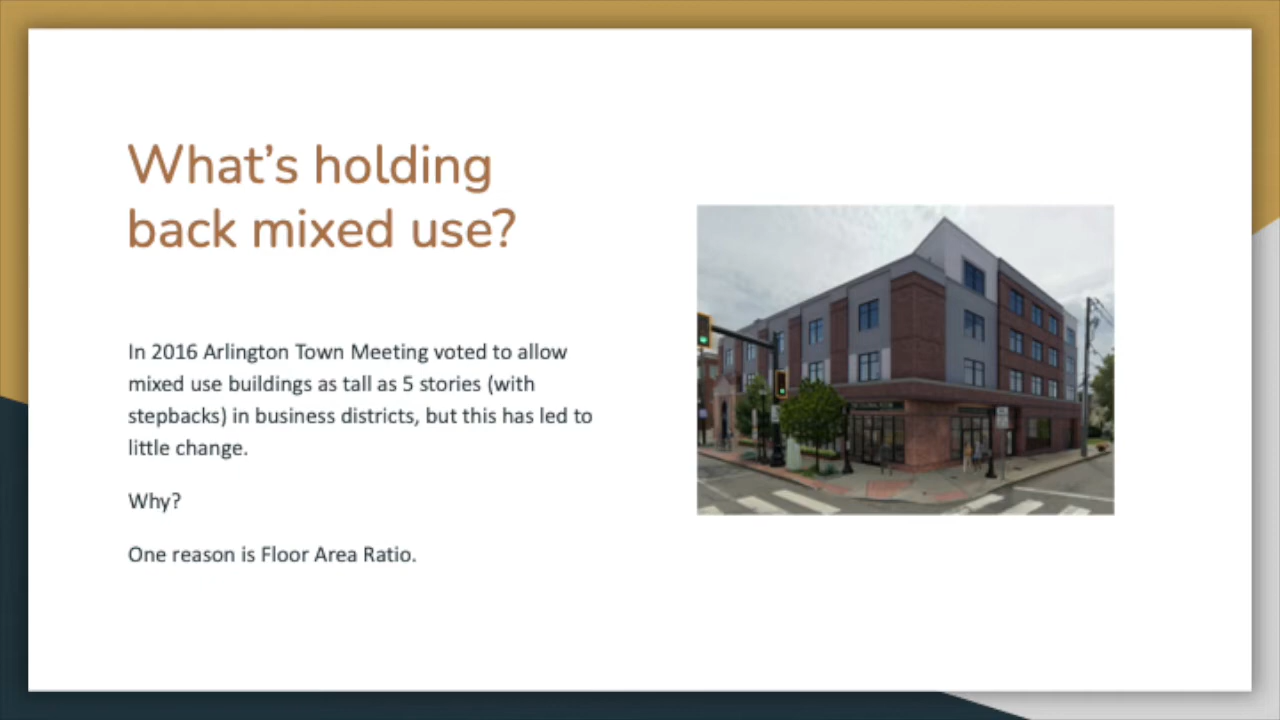 What’s holding
back mixed use?
In 2016 Arlington Town Meeting voted to allow
mixed use buildings as tall as 5 stories (with
stepbacks) in business districts, but this has led to
little change.
Why?
One reason is Floor Area Ratio.